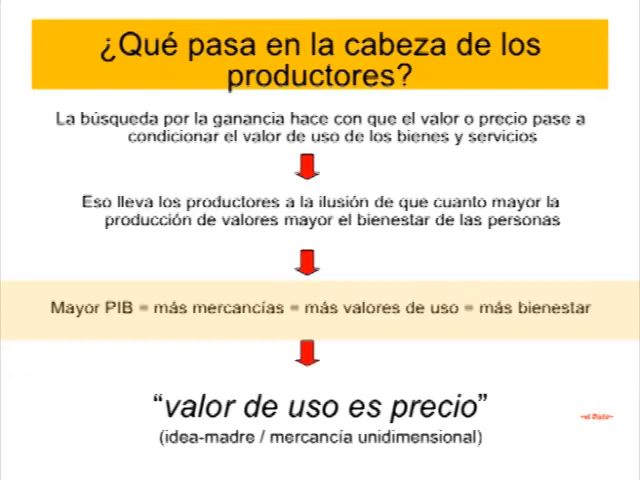 ¿Qué pasa en la cabeza de los
productores?
La búsqueda por la ganancia hace con que el valor o precio pase a
condicionar el valor de uso de los bienes y servicios
Eso lleva los productores a la ilusión de que cuanto mayor la
producción de valores mayor el bienestar de las personas
Mayor PIB = más mercancías = más valores de uso = más bienestar
“valor de uso es precio”
(idea-madre / mercancía unidimensional)